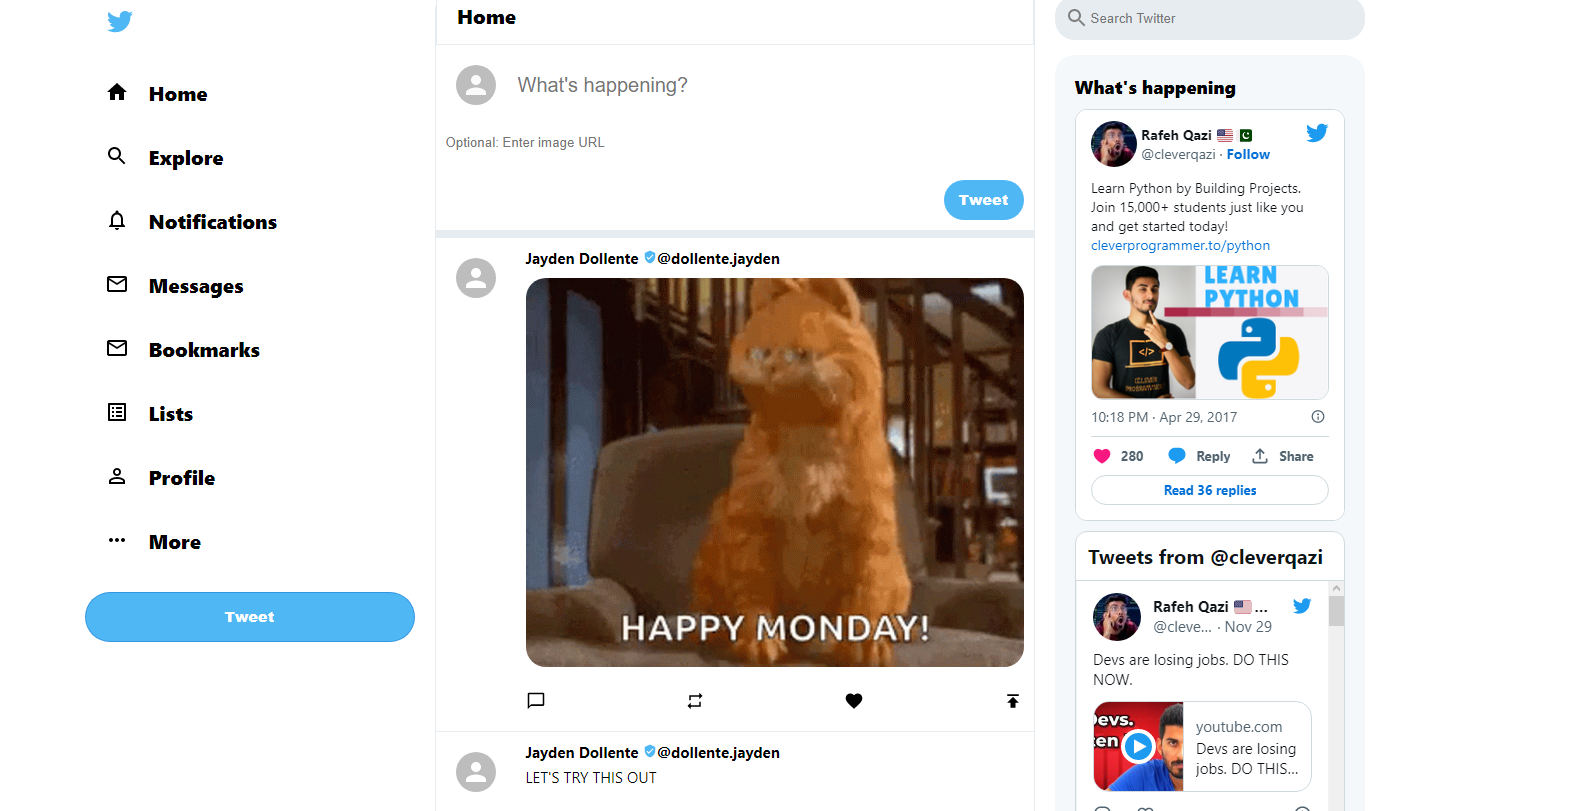 Home
Explore
Notifications
Messages
Bookmarks
Lists
Profile
More
Tweet
Home
What's happening?
Optional: Enter image URL
Tweet
Jayden Dollente @dollente.jayden
HAPPY MONDAY!
Jayden Dollente @dollente.jayden
LET'S TRY THIS OUT
Search Twitter
What's happening
Rafeh Qazi
@cleverqazi · Follow
Learn Python by Building Projects.
Join 15,000+ students just like you
and get started today!
cleverprogrammer.to/python
LEARN
PYTHON
</>
CLEVER
PROGRAMMER
10:18 PM · Apr 29, 2017
280 Reply Share
Read 36 replies
Tweets from @cleverqazi
Rafeh Qazi ...
@cleve... · Nov 29
Devs are losing jobs. DO THIS
NOW.
youtube.com
Devs are losing
jobs. DO THIS...